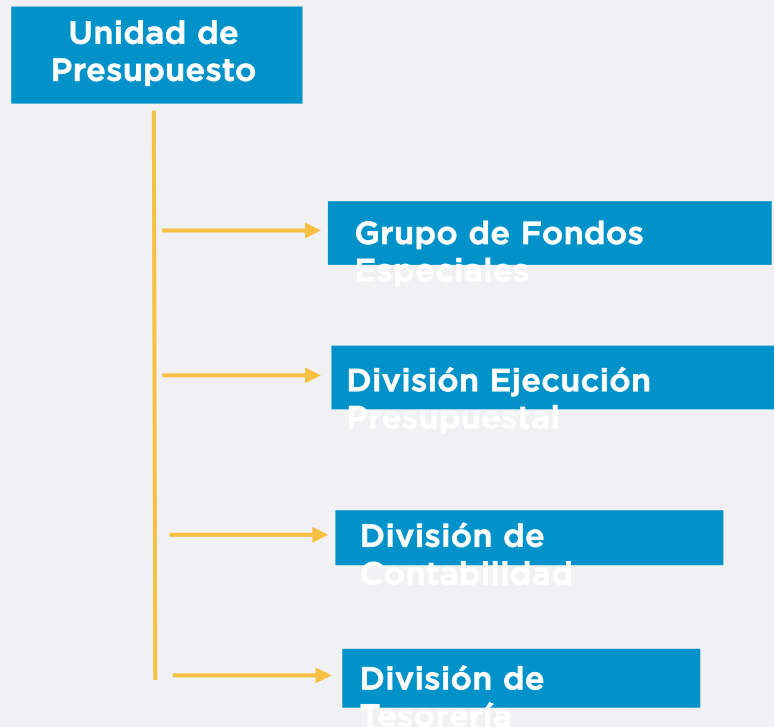 Unidad de
Presupuesto
Grupo de Fondos
Especiales
División Ejecución
Presupuestal
División de
Contabilidad
División de
Tesorería